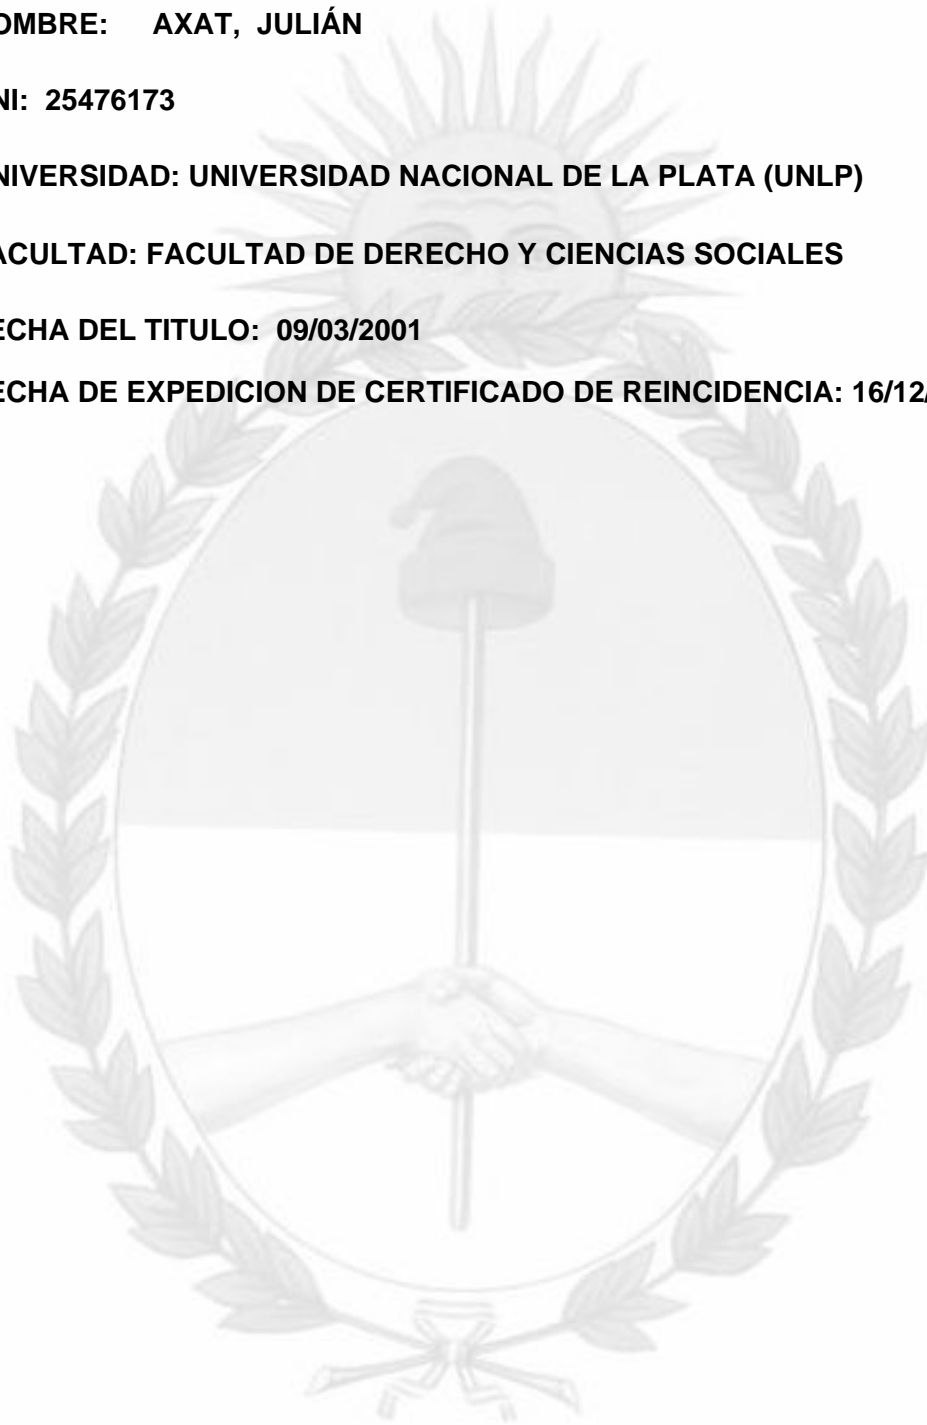 OMBRE: AXAT, JULIÁN
NI: 25476173
NIVERSIDAD: UNIVERSIDAD NACIONAL DE LA PLATA (UNLP)
ACULTAD: FACULTAD DE DERECHO Y CIENCIAS SOCIALES
ECHA DEL TITULO: 09/03/2001
ECHA DE EXPEDICION DE CERTIFICADO DE REINCIDENCIA: 16/12/